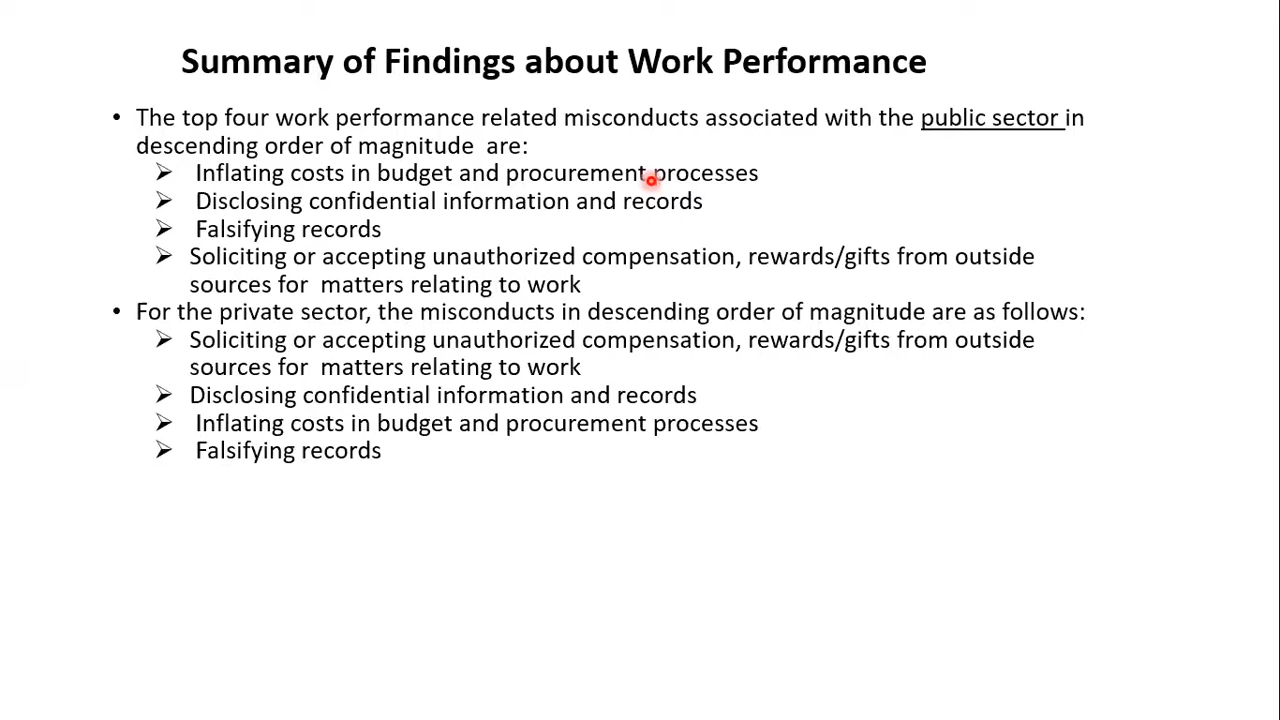 Summary of Findings about Work Performance
• The top four work performance related misconducts associated with the public sector in
descending order of magnitude are:
➢ Inflating costs in budget and procurement processes
➢ Disclosing confidential information and records
➢ Falsifying records
➢ Soliciting or accepting unauthorized compensation, rewards/gifts from outside
sources for matters relating to work
• For the private sector, the misconducts in descending order of magnitude are as follows:
➢ Soliciting or accepting unauthorized compensation, rewards/gifts from outside
sources for matters relating to work
➢ Disclosing confidential information and records
➢ Inflating costs in budget and procurement processes
➢ Falsifying records